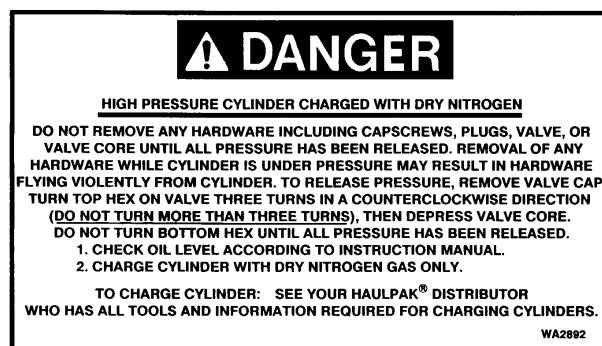 ⚠ DANGER
HIGH PRESSURE CYLINDER CHARGED WITH DRY NITROGEN
DO NOT REMOVE ANY HARDWARE INCLUDING CAPSCREWS, PLUGS, VALVE, OR
VALVE CORE UNTIL ALL PRESSURE HAS BEEN RELEASED. REMOVAL OF ANY
HARDWARE WHILE CYLINDER IS UNDER PRESSURE MAY RESULT IN HARDWARE
FLYING VIOLENTLY FROM CYLINDER. TO RELEASE PRESSURE, REMOVE VALVE CAP
TURN TOP HEX ON VALVE THREE TURNS IN A COUNTERCLOCKWISE DIRECTION
(DO NOT TURN MORE THAN THREE TURNS), THEN DEPRESS VALVE CORE.
DO NOT TURN BOTTOM HEX UNTIL ALL PRESSURE HAS BEEN RELEASED.
1. CHECK OIL LEVEL ACCORDING TO INSTRUCTION MANUAL.
2. CHARGE CYLINDER WITH DRY NITROGEN GAS ONLY.
TO CHARGE CYLINDER: SEE YOUR HAULPAK® DISTRIBUTOR
WHO HAS ALL TOOLS AND INFORMATION REQUIRED FOR CHARGING CYLINDERS.
WA2892